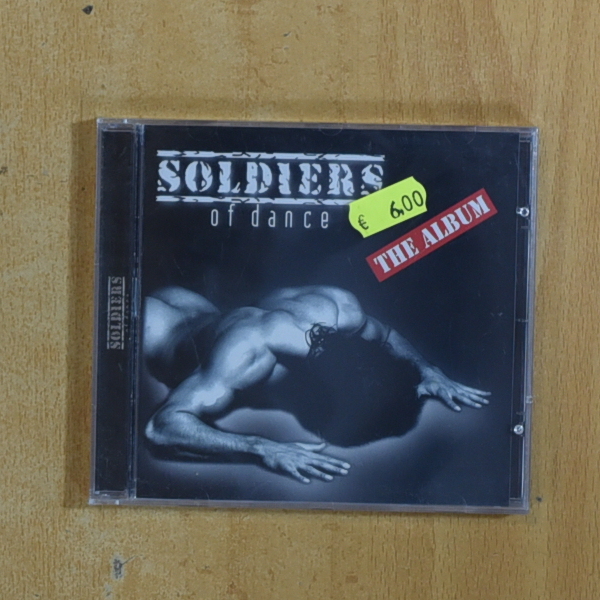 SOLDIERS
of dance
€ 6,00
THE ALBUM
SOLDIERS